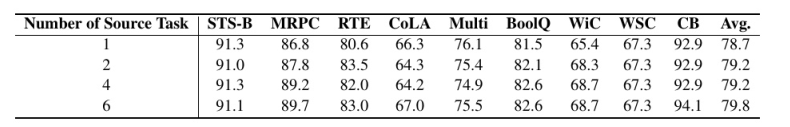 Number of Source Task STS-B MRPC RTE CoLA Multi BoolQ WiC WSC CB Avg.
1 91.3 86.8 80.6 66.3 76.1 81.5 65.4 67.3 92.9 78.7
2 91.0 87.8 83.5 64.3 75.4 82.1 68.3 67.3 92.9 79.2
4 91.3 89.2 82.0 64.2 74.9 82.6 68.7 67.3 92.9 79.2
6 91.1 89.7 83.0 67.0 75.5 82.6 68.7 67.3 94.1 79.8